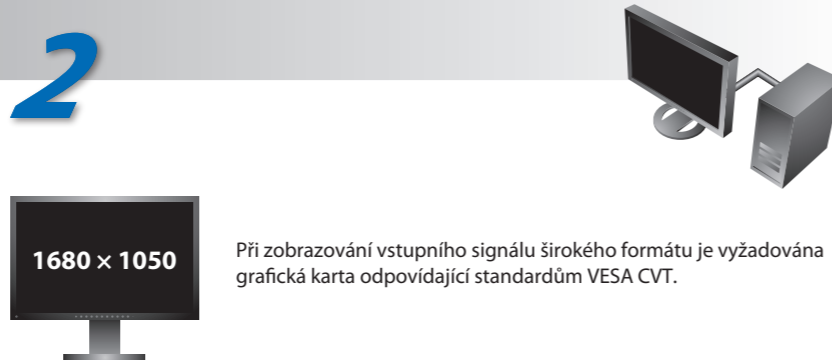 2
1680 × 1050
Při zobrazování vstupního signálu širokého formátu je vyžadována
grafická karta odpovídající standardům VESA CVT.